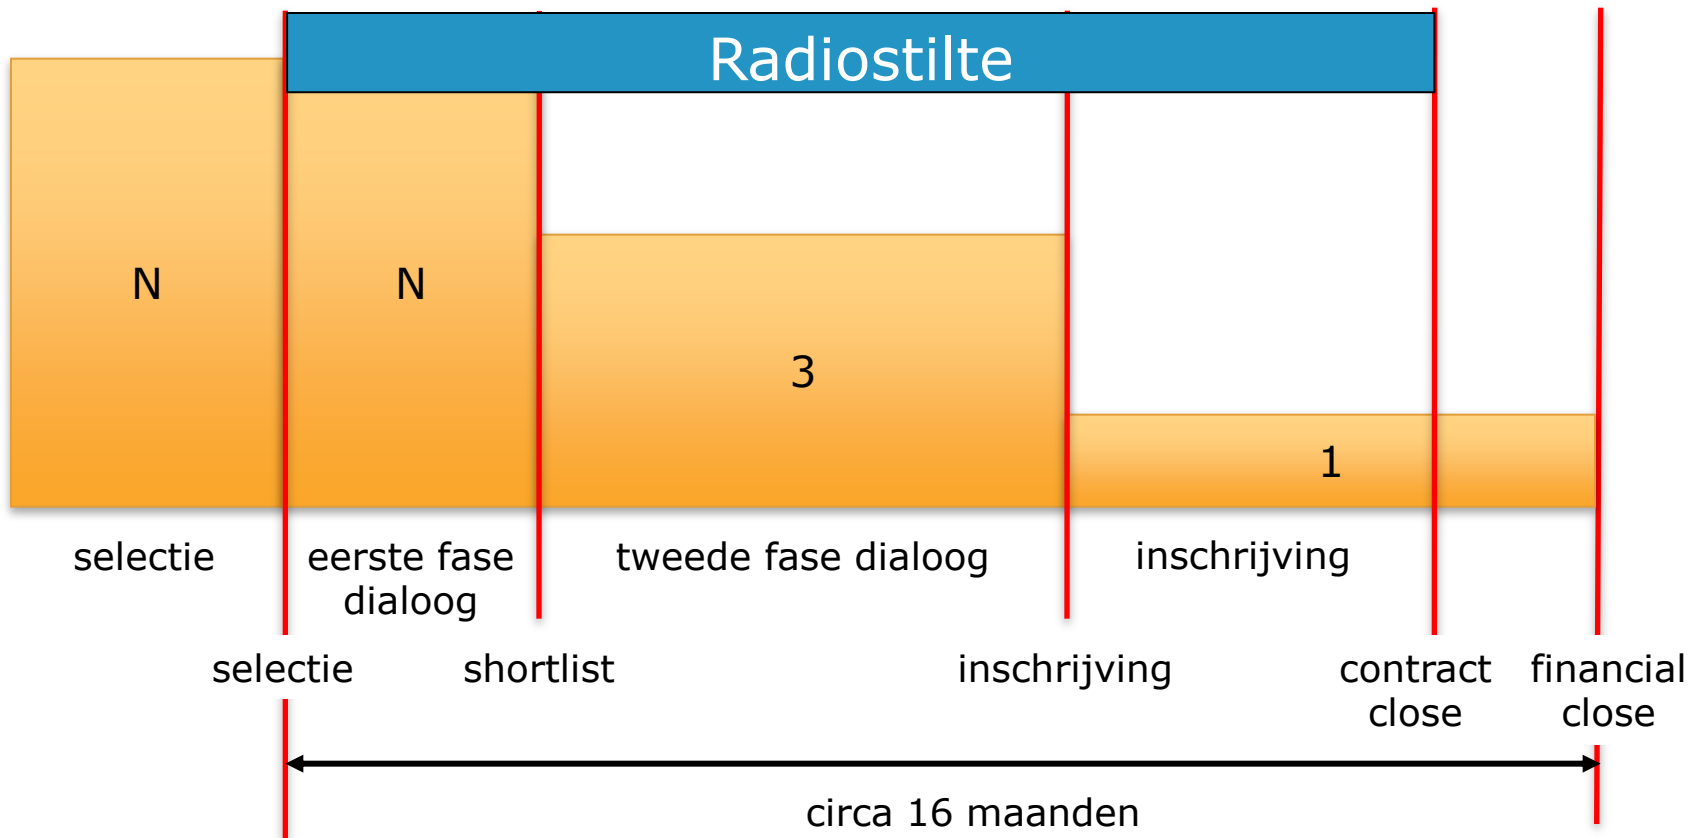 Radiostilte
N
N
3
1
selectie
eerste fase
dialoog
tweede fase dialoog
inschrijving
selectie
shortlist
inschrijving
contract
close
financial
close
circa 16 maanden